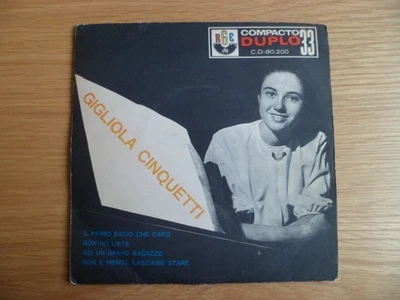 RGE
COMPACTO
DUPLO 33
C.D-80.200
GIGLIOLA CINQUETTI
IL PRIMO BACIO CHE DARÒ
NON HO L'ETÀ
SEI UN BRAVO RAGAZZO
NON È NIENTE, LASCIAMI STARE